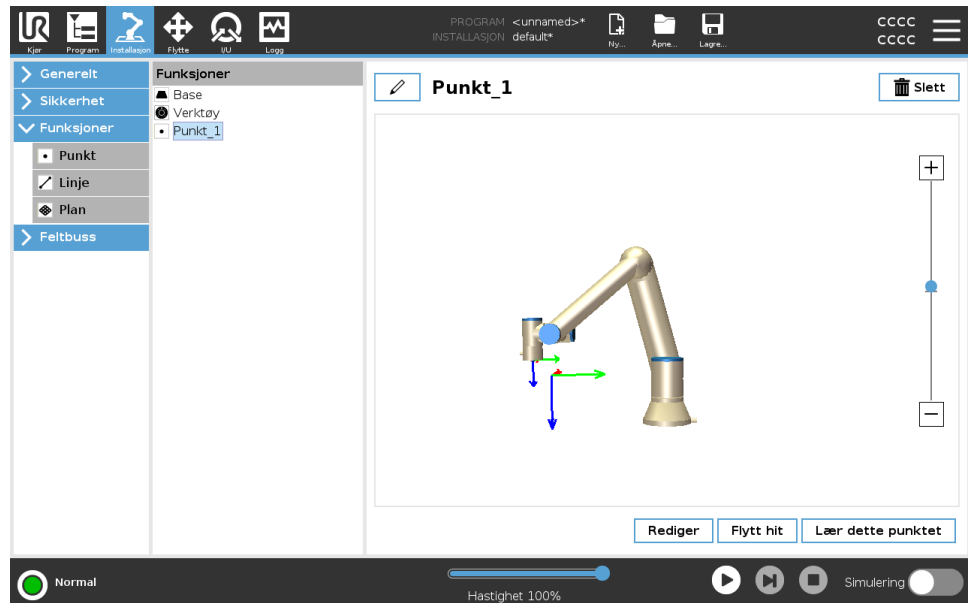 UR
Kjør
Program
Installasjon
Flytte
I/U
Logg
PROGRAM <unnamed>*
INSTALLASJON default*
Ny...
Åpne...
Lagre...
CCCC
CCCC
Generelt
Sikkerhet
Funksjoner
Punkt
Linje
Plan
Feltbuss
Funksjoner
Base
Verktøy
Punkt_1
Punkt_1
Slett
Rediger
Flytt hit
Lær dette punktet
Normal
Hastighet 100%
Simulering